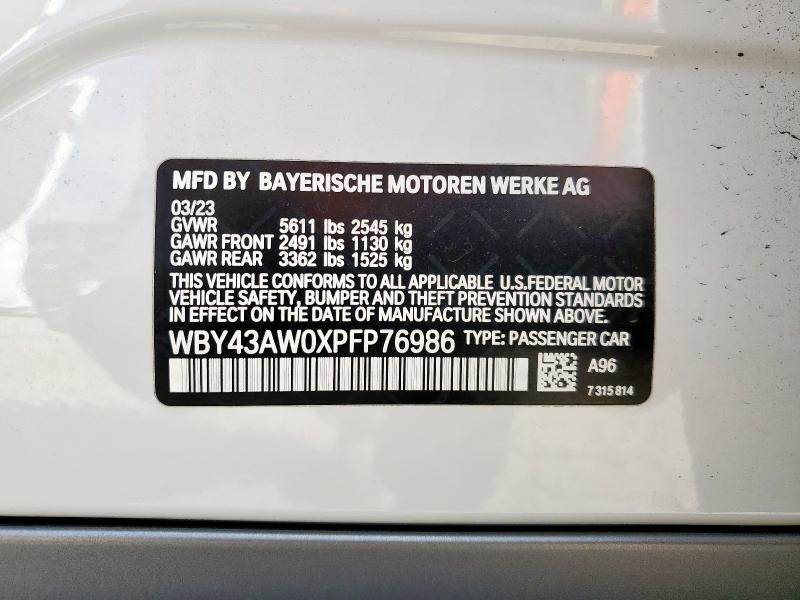 MFD BY BAYERISCHE MOTOREN WERKE AG
03/23
GVWR 5611 lbs 2545 kg
GAWR FRONT 2491 lbs 1130 kg
GAWR REAR 3362 lbs 1525 kg
THIS VEHICLE CONFORMS TO ALL APPLICABLE U.S.FEDERAL MOTOR
VEHICLE SAFETY, BUMPER AND THEFT PREVENTION STANDARDS
IN EFFECT ON THE DATE OF MANUFACTURE SHOWN ABOVE.
WBY43AW0XPFP76986 TYPE: PASSENGER CAR
A96
7 315 814